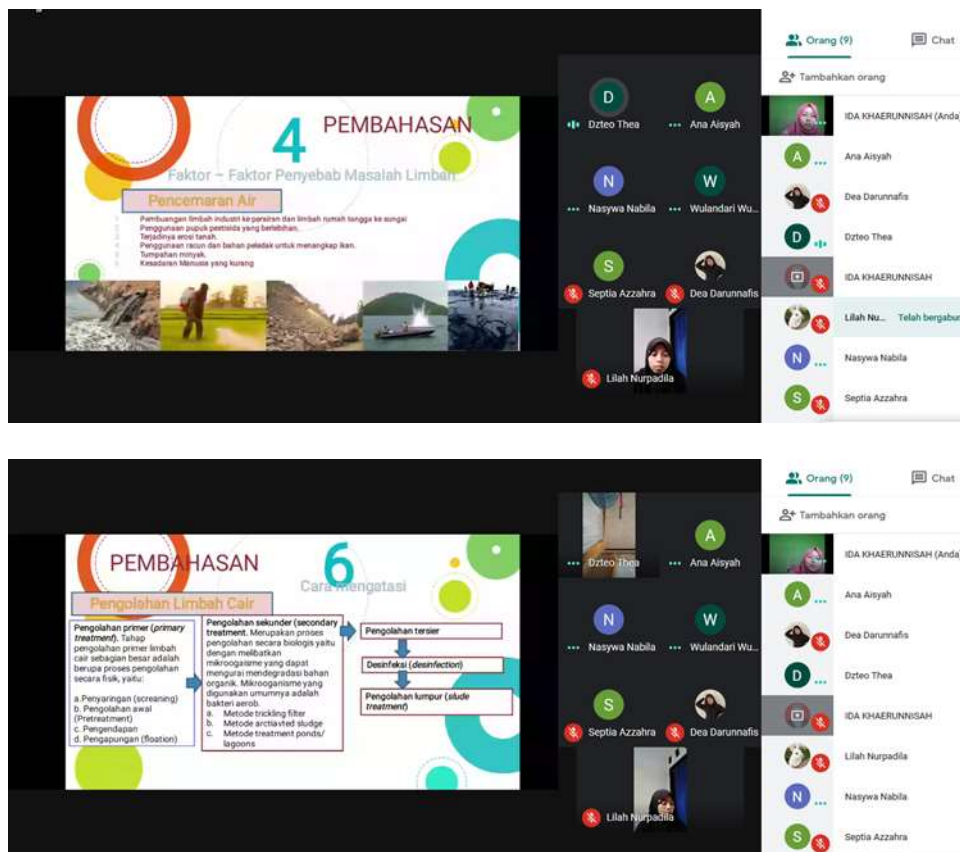 Orang (9)
Chat
Tambahkan orang
4
PEMBAHASAN
Faktor – Faktor Penyebab Masalah Limbah
Pencemaran Air
1. Pembuangan limbah industri ke perairan dan limbah rumah tangga ke sungai
2. Penggunaan pupuk pestisida yang berlebihan.
3. Terjadinya erosi tanah.
4. Penggunaan racun dan bahan peledak untuk menangkap ikan.
5. Tumpahan minyak.
6. Kesadaran Manusia yang kurang
D
Dzteo Thea
A
Ana Aisyah
N
Nasywa Nabila
W
Wulandari Wu...
S
Septia Azzahra
Dea Darunnafis
Lilah Nurpadila
IDA KHAERUNNISAH (Anda)
A
Ana Aisyah
Dea Darunnafis
D
Dzteo Thea
IDA KHAERUNNISAH
Lilah Nu... Telah bergabun
N
Nasywa Nabila
S
Septia Azzahra
Orang (9)
Chat
Tambahkan orang
PEMBAHASAN
6
Cara mengatasi
Pengolahan Limbah Cair
Pengolahan primer (primary
treatment). Tahap
pengolahan primer limbah
cair sebagian besar adalah
berupa proses pengolahan
secara fisik, yaitu:
a.Penyaringan (screaning)
b. Pengolahan awal
(Pretreatment)
c. Pengendapan
d. Pengapungan (floation)
Pengolahan sekunder (secondary
treatment. Merupakan proses
pengolahan secara biologis yaitu
dengan melibatkan
mikroogaisme yang dapat
mengurai mendegradasi bahan
organik. Mikrooganisme yang
digunakan umumnya adalah
bakteri aerob.
a. Metode trickling filter
b. Metode arctiavted sludge
c. Metode treatment ponds/
lagoons
Pengolahan tersier
Desinfeksi (desinfection)
Pengolahan lumpur (slude
treatment)
Dzteo Thea
A
Ana Aisyah
N
Nasywa Nabila
W
Wulandari Wu...
S
Septia Azzahra
Dea Darunnafis
Lilah Nurpadila
IDA KHAERUNNISAH (Anda)
A
Ana Aisyah
Dea Darunnafis
D
Dzteo Thea
IDA KHAERUNNISAH
Lilah Nurpadila
N
Nasywa Nabila
S
Septia Azzahra